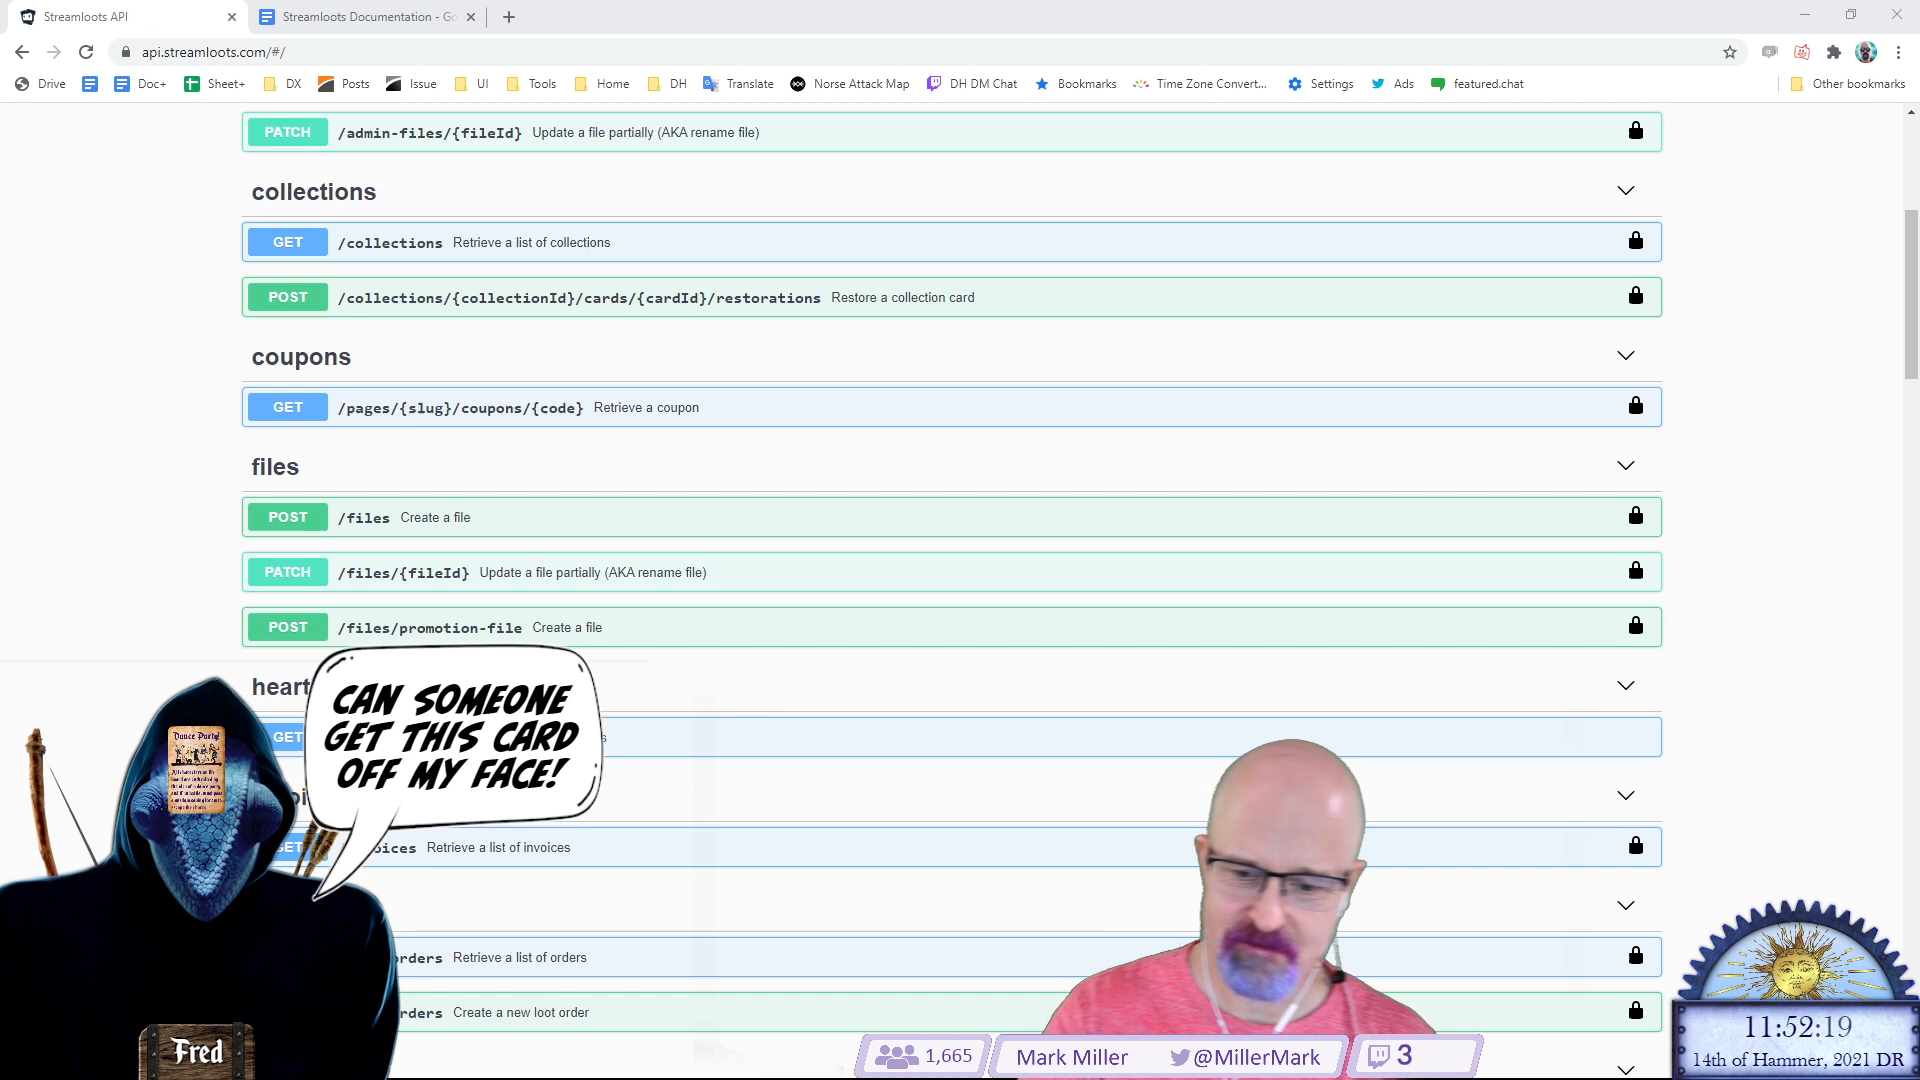 Streamloots API
Streamloots Documentation - Go
api.streamloots.com/#/
Drive
Doc+
Sheet+
DX
Posts
Issue
UI
Tools
Home
DH
Translate
Norse Attack Map
DH DM Chat
Bookmarks
Time Zone Convert...
Settings
Ads
featured.chat
Other bookmarks
PATCH /admin-files/{fileId} Update a file partially (AKA rename file)
collections
GET /collections Retrieve a list of collections
POST /collections/{collectionId}/cards/{cardId}/restorations Restore a collection card
coupons
GET /pages/{slug}/coupons/{code} Retrieve a coupon
files
POST /files Create a file
PATCH /files/{fileId} Update a file partially (AKA rename file)
POST /files/promotion-file Create a file
heart
GET
CAN SOMEONE
GET THIS CARD
OFF MY FACE!
Dance Party!
GET oices Retrieve a list of invoices
orders Retrieve a list of orders
orders Create a new loot order
Fred
1,665
Mark Miller @MillerMark
3
11:52:19
14th of Hammer, 2021 DR